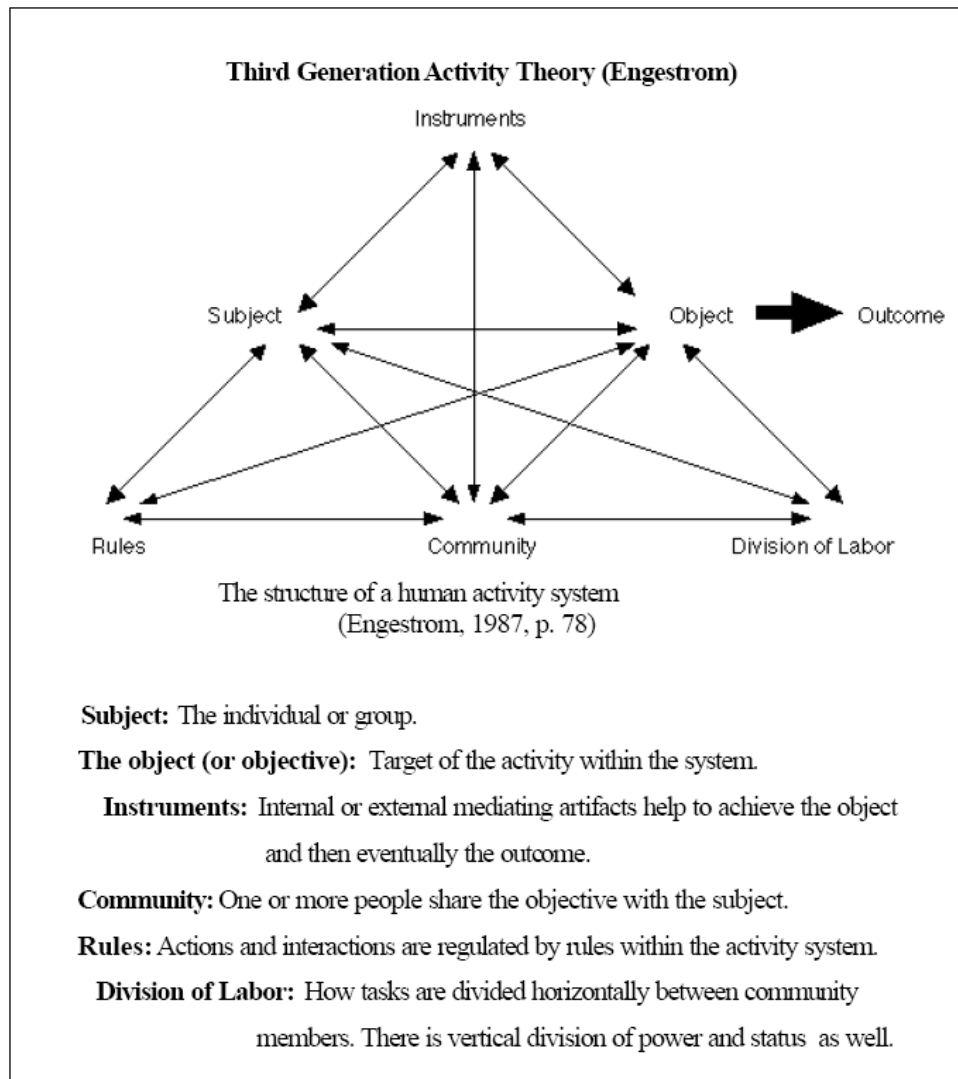 Third Generation Activity Theory (Engestrom)
Instruments
Subject
Object
Outcome
Rules
Community
Division of Labor
The structure of a human activity system
(Engestrom, 1987, p. 78)
Subject: The individual or group.
The object (or objective): Target of the activity within the system.
Instruments: Internal or external mediating artifacts help to achieve the object
and then eventually the outcome.
Community: One or more people share the objective with the subject.
Rules: Actions and interactions are regulated by rules within the activity system.
Division of Labor: How tasks are divided horizontally between community
members. There is vertical division of power and status as well.